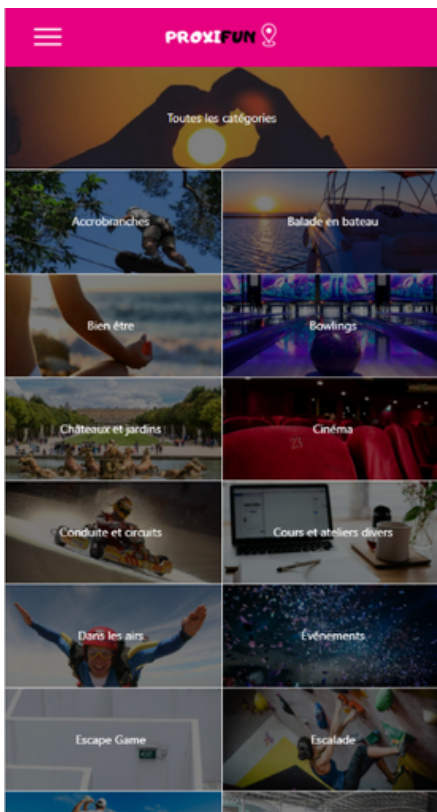 PROXIFUN
Toutes les catégories
Accrobranches
Balade en bateau
Bien être
Bowlings
Châteaux et jardins
Cinéma
23
Conduite et circuits
Cours et ateliers divers
Dans les airs
Événements
Escape Game
Escalade